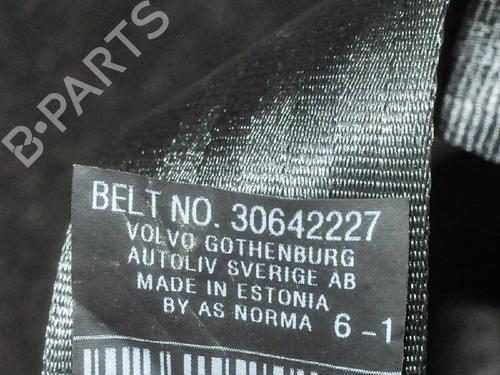 B-PARTS
BELT NO. 30642227
VOLVO GOTHENBURG
AUTOLIV SVERIGE AB
MADE IN ESTONIA
BY AS NORMA 6-1